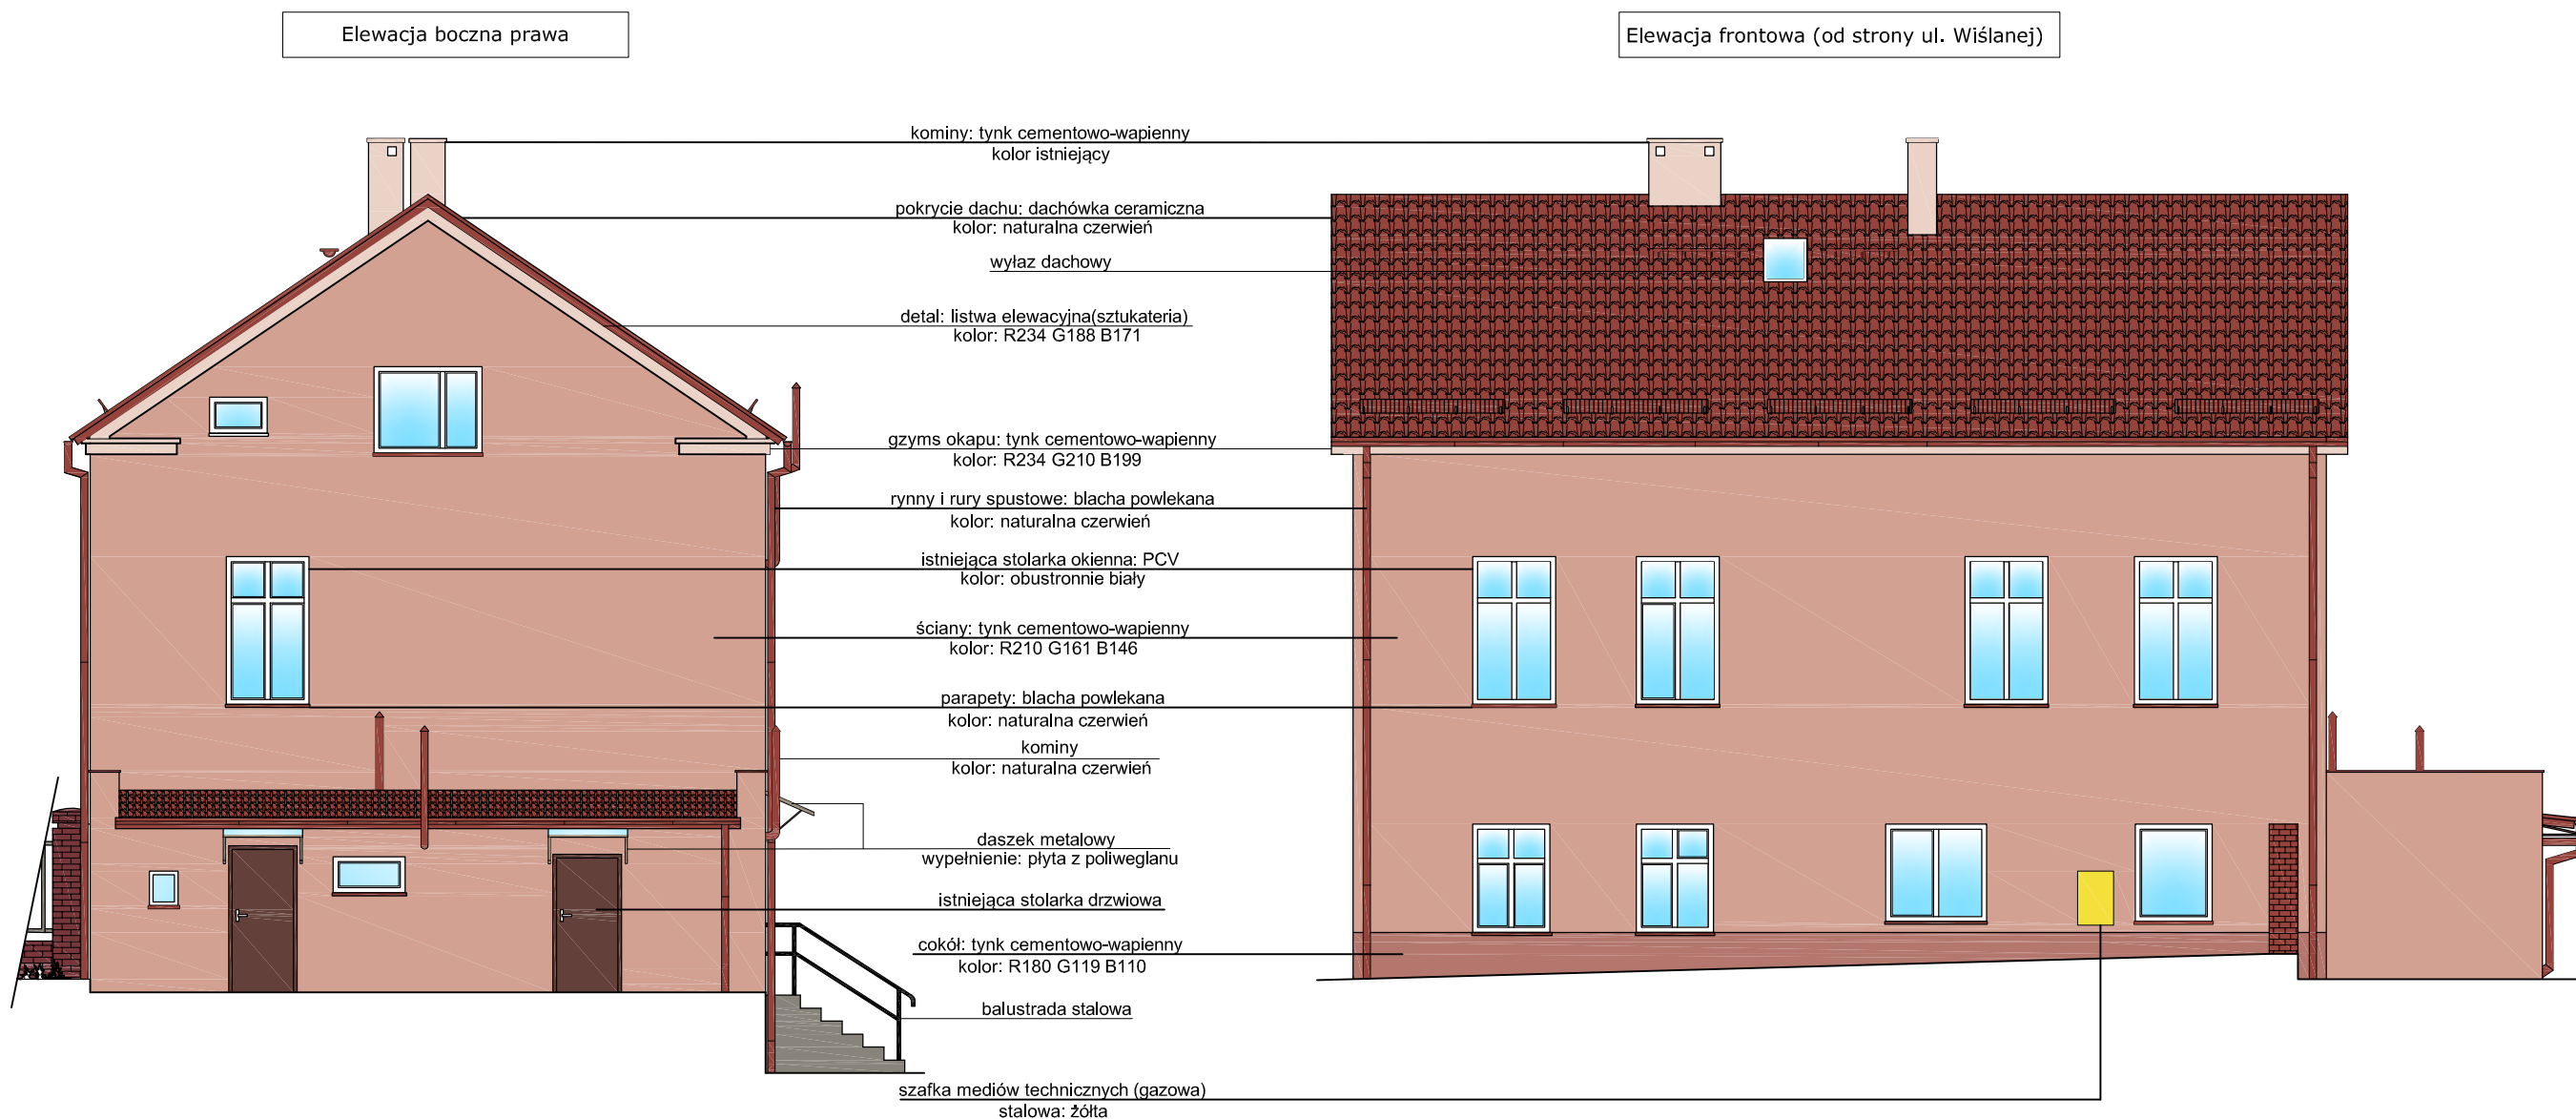 Elewacja boczna prawa
Elewacja frontowa (od strony ul. Wiślanej)
kominy: tynk cementowo-wapienny
kolor istniejący
pokrycie dachu: dachówka ceramiczna
kolor: naturalna czerwień
wyłaz dachowy
detal: listwa elewacyjna(sztukateria)
kolor: R234 G188 B171
gzyms okapu: tynk cementowo-wapienny
kolor: R234 G210 B199
rynny i rury spustowe: blacha powlekana
kolor: naturalna czerwień
istniejąca stolarka okienna: PCV
kolor: obustronnie biały
ściany: tynk cementowo-wapienny
kolor: R210 G161 B146
parapety: blacha powlekana
kolor: naturalna czerwień
kominy
kolor: naturalna czerwień
daszek metalowy
wypełnienie: płyta z poliweglanu
istniejąca stolarka drzwiowa
cokół: tynk cementowo-wapienny
kolor: R180 G119 B110
balustrada stalowa
szafka mediów technicznych (gazowa)
stalowa: żółta